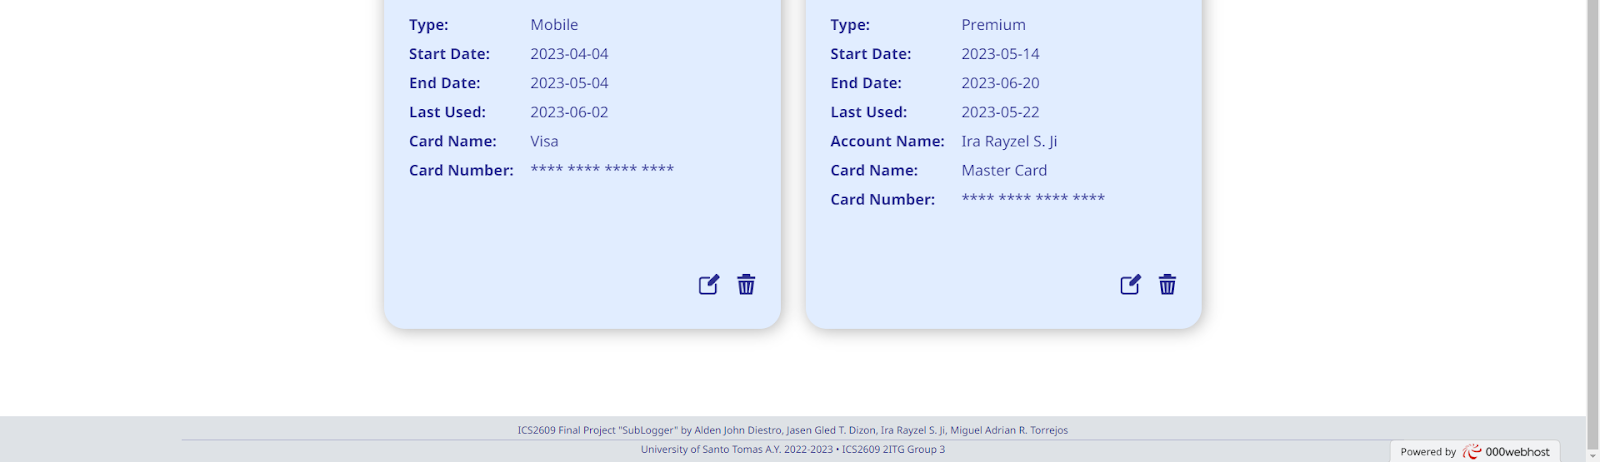 Type: Mobile
Start Date: 2023-04-04
End Date: 2023-05-04
Last Used: 2023-06-02
Card Name: Visa
Card Number: **** **** **** ****
Type: Premium
Start Date: 2023-05-14
End Date: 2023-06-20
Last Used: 2023-05-22
Account Name: Ira Rayzel S. Ji
Card Name: Master Card
Card Number: **** **** **** ****
ICS2609 Final Project "SubLogger" by Alden John Diestro, Jasen Gled T. Dizon, Ira Rayzel S. Ji, Miguel Adrian R. Torrejos
University of Santo Tomas A.Y. 2022-2023 • ICS2609 2ITG Group 3
Powered by 000webhost